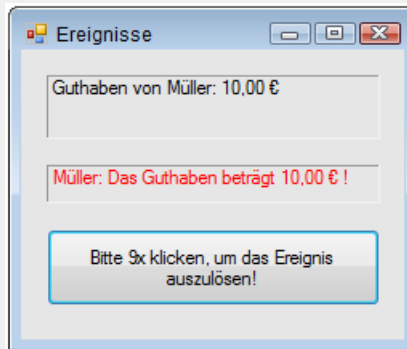 Ereignisse
Guthaben von Müller: 10,00 €
Müller: Das Guthaben beträgt 10,00 € !
Bitte 9x klicken, um das Ereignis
auszulösen!